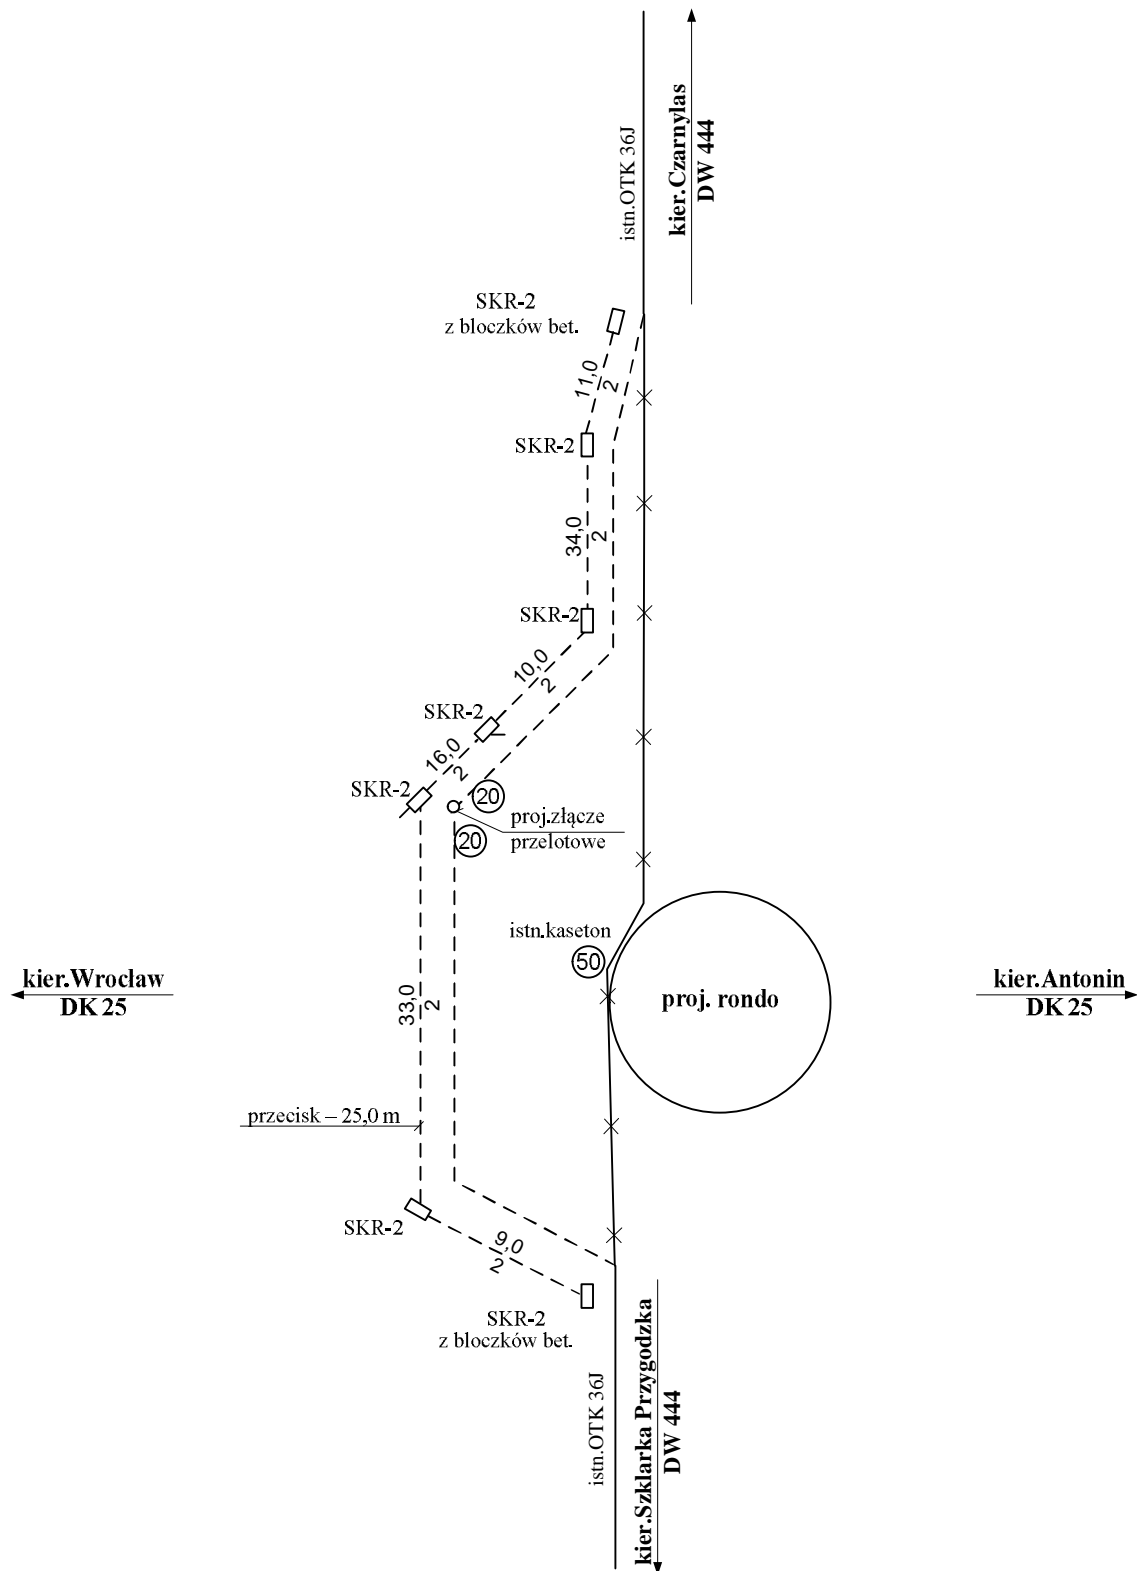 istn.OTK 36J
kier.Czarnylas
DW 444
SKR-2
z bloczków bet.
11,0
2
SKR-2
34,0
2
SKR-2
10,0
2
SKR-2
16,0
2
SKR-2
20
proj.złącze
przelotowe
20
istn.kaseton
50
kier.Wrocław
DK 25
33,0
2
proj. rondo
kier.Antonin
DK 25
przecisk – 25,0 m
SKR-2
9,0
2
SKR-2
z bloczków bet.
istn.OTK 36J
kier.Szklarka Przygodzka
DW 444